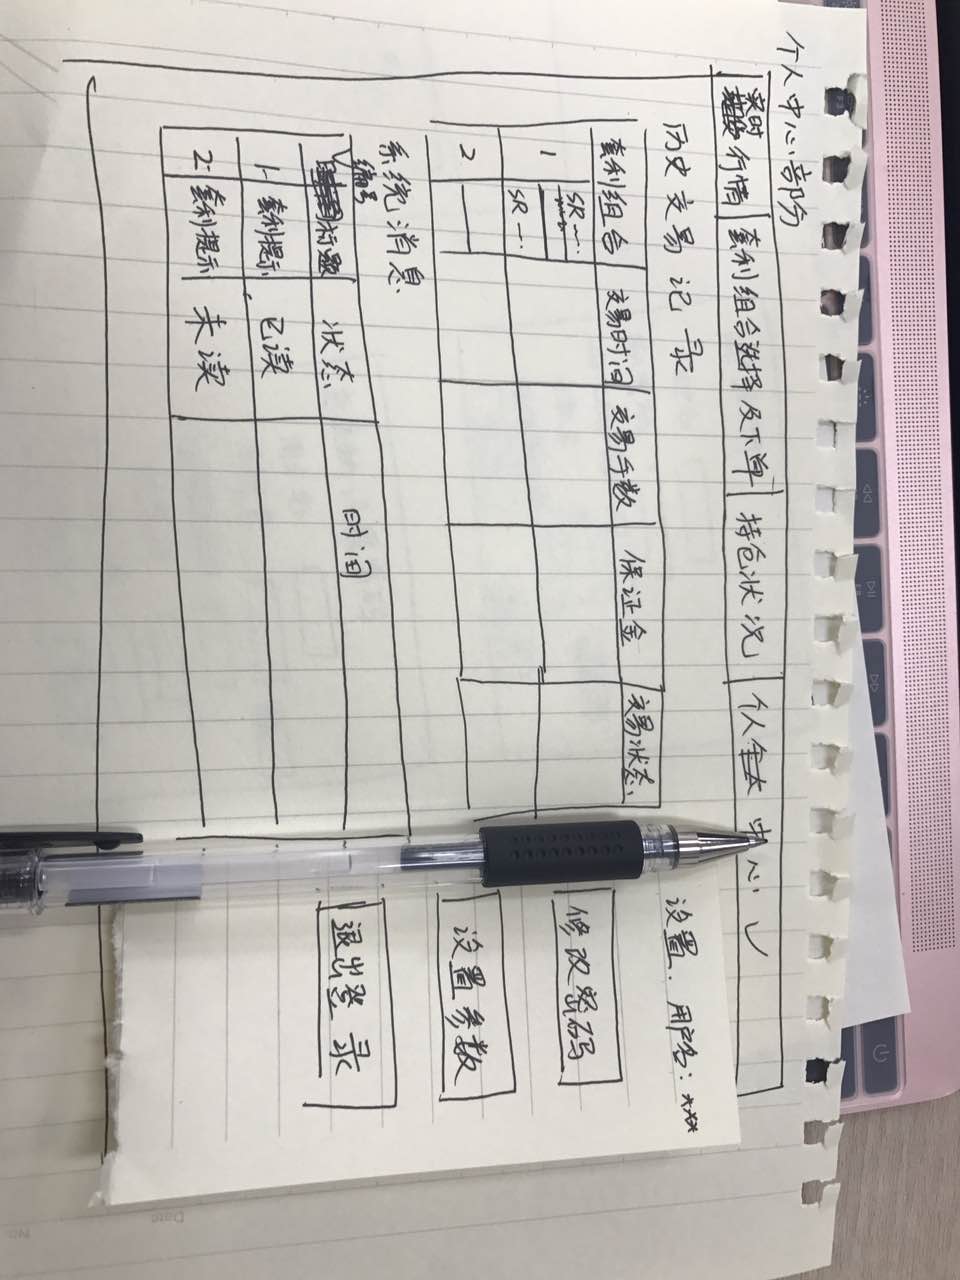 个人中心部分
实时行情 套利组合选择及下单 持仓状况 个人中心 ✓
历史交易记录
套利组合 交易时间 交易手数 保证金 交易状态
1 SR
SR
2
系统消息
编号
标题 状态 时间
1 套利提示 已读
2 套利提示 未读
设置 用户名：***
修改密码
设置参数
退出登录
Date